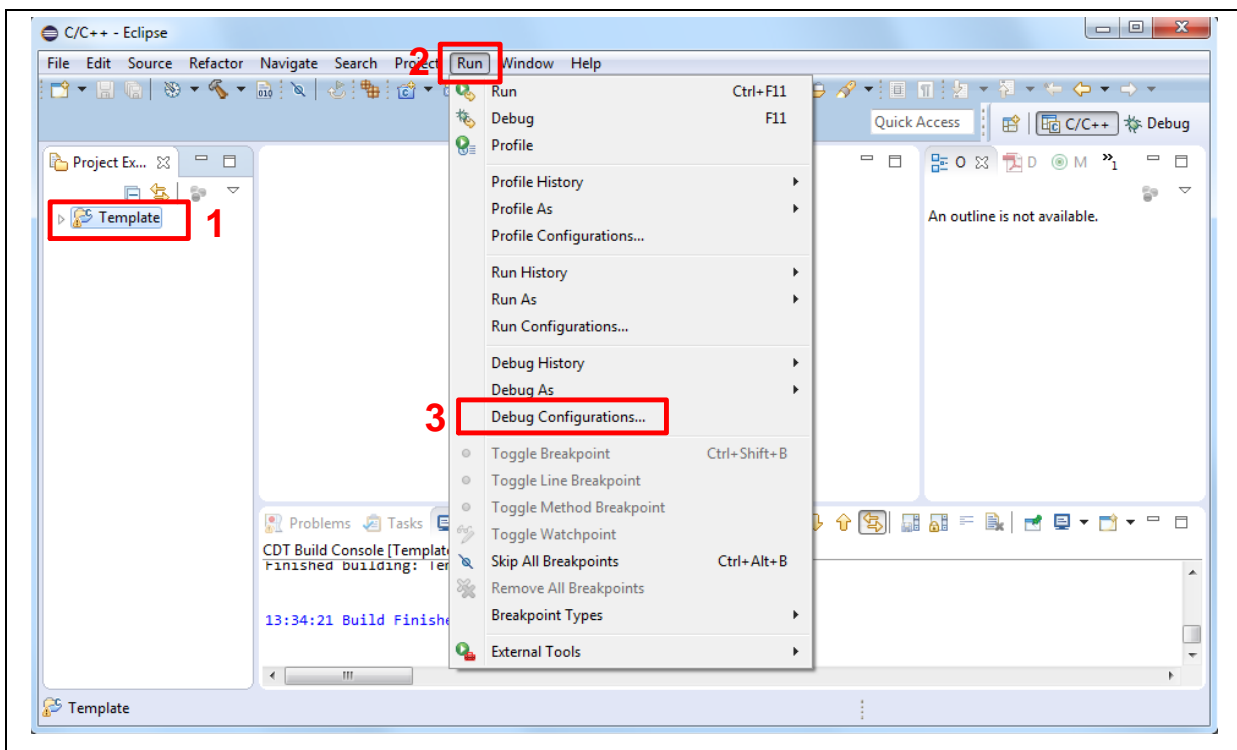 C/C++ - Eclipse
File Edit Source Refactor Navigate Search Project Run Window Help
2
Quick Access
C/C++
Debug
Project Ex...
Template
1
Run Ctrl+F11
Debug F11
Profile
Profile History
Profile As
Profile Configurations...
Run History
Run As
Run Configurations...
Debug History
Debug As
3
Debug Configurations...
Toggle Breakpoint Ctrl+Shift+B
Toggle Line Breakpoint
Toggle Method Breakpoint
Toggle Watchpoint
Skip All Breakpoints Ctrl+Alt+B
Remove All Breakpoints
Breakpoint Types
External Tools
O D M »1
An outline is not available.
Problems Tasks
CDT Build Console [Template
Finished building:
13:34:21 Build Finishe
Template